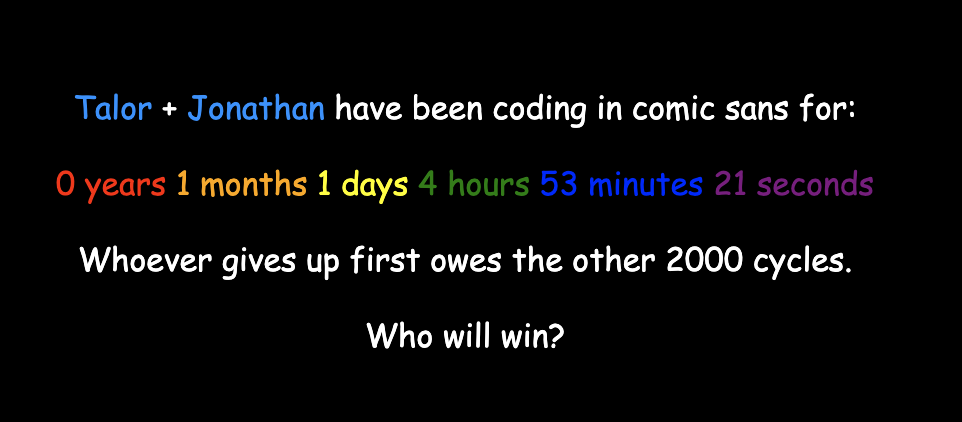 Talor + Jonathan have been coding in comic sans for:
0 years 1 months 1 days 4 hours 53 minutes 21 seconds
Whoever gives up first owes the other 2000 cycles.
Who will win?